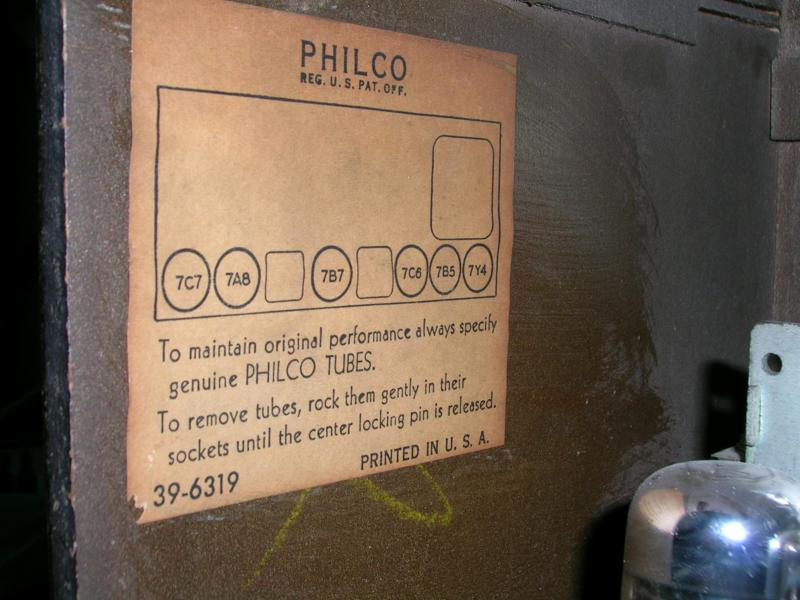 PHILCO
REG. U. S. PAT. OFF.
7C7 7A8 7B7 7C6 7B5 7Y4
To maintain original performance always specify
genuine PHILCO TUBES.
To remove tubes, rock them gently in their
sockets until the center locking pin is released.
PRINTED IN U. S. A.
39-6319